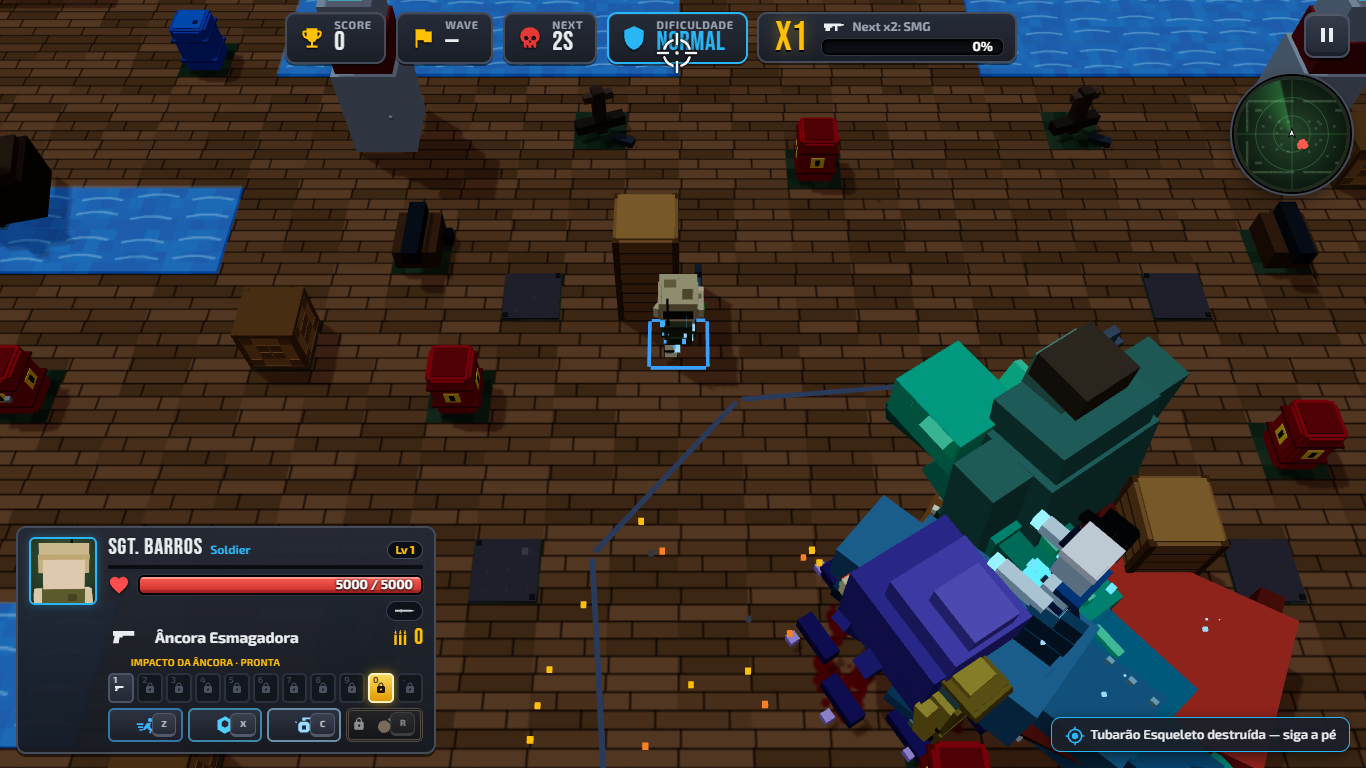 SCORE
0
WAVE
—
NEXT
2S
DIFICULDADE
NORMAL
X1
Next x2: SMG
0%
SGT. BARROS Soldier
Lv 1
5000 / 5000
Âncora Esmagadora
0
IMPACTO DA ÂNCORA · PRONTA
1 2 3 4 5 6 7 8 9 0 -
Z X C R
Tubarão Esqueleto destruída — siga a pé